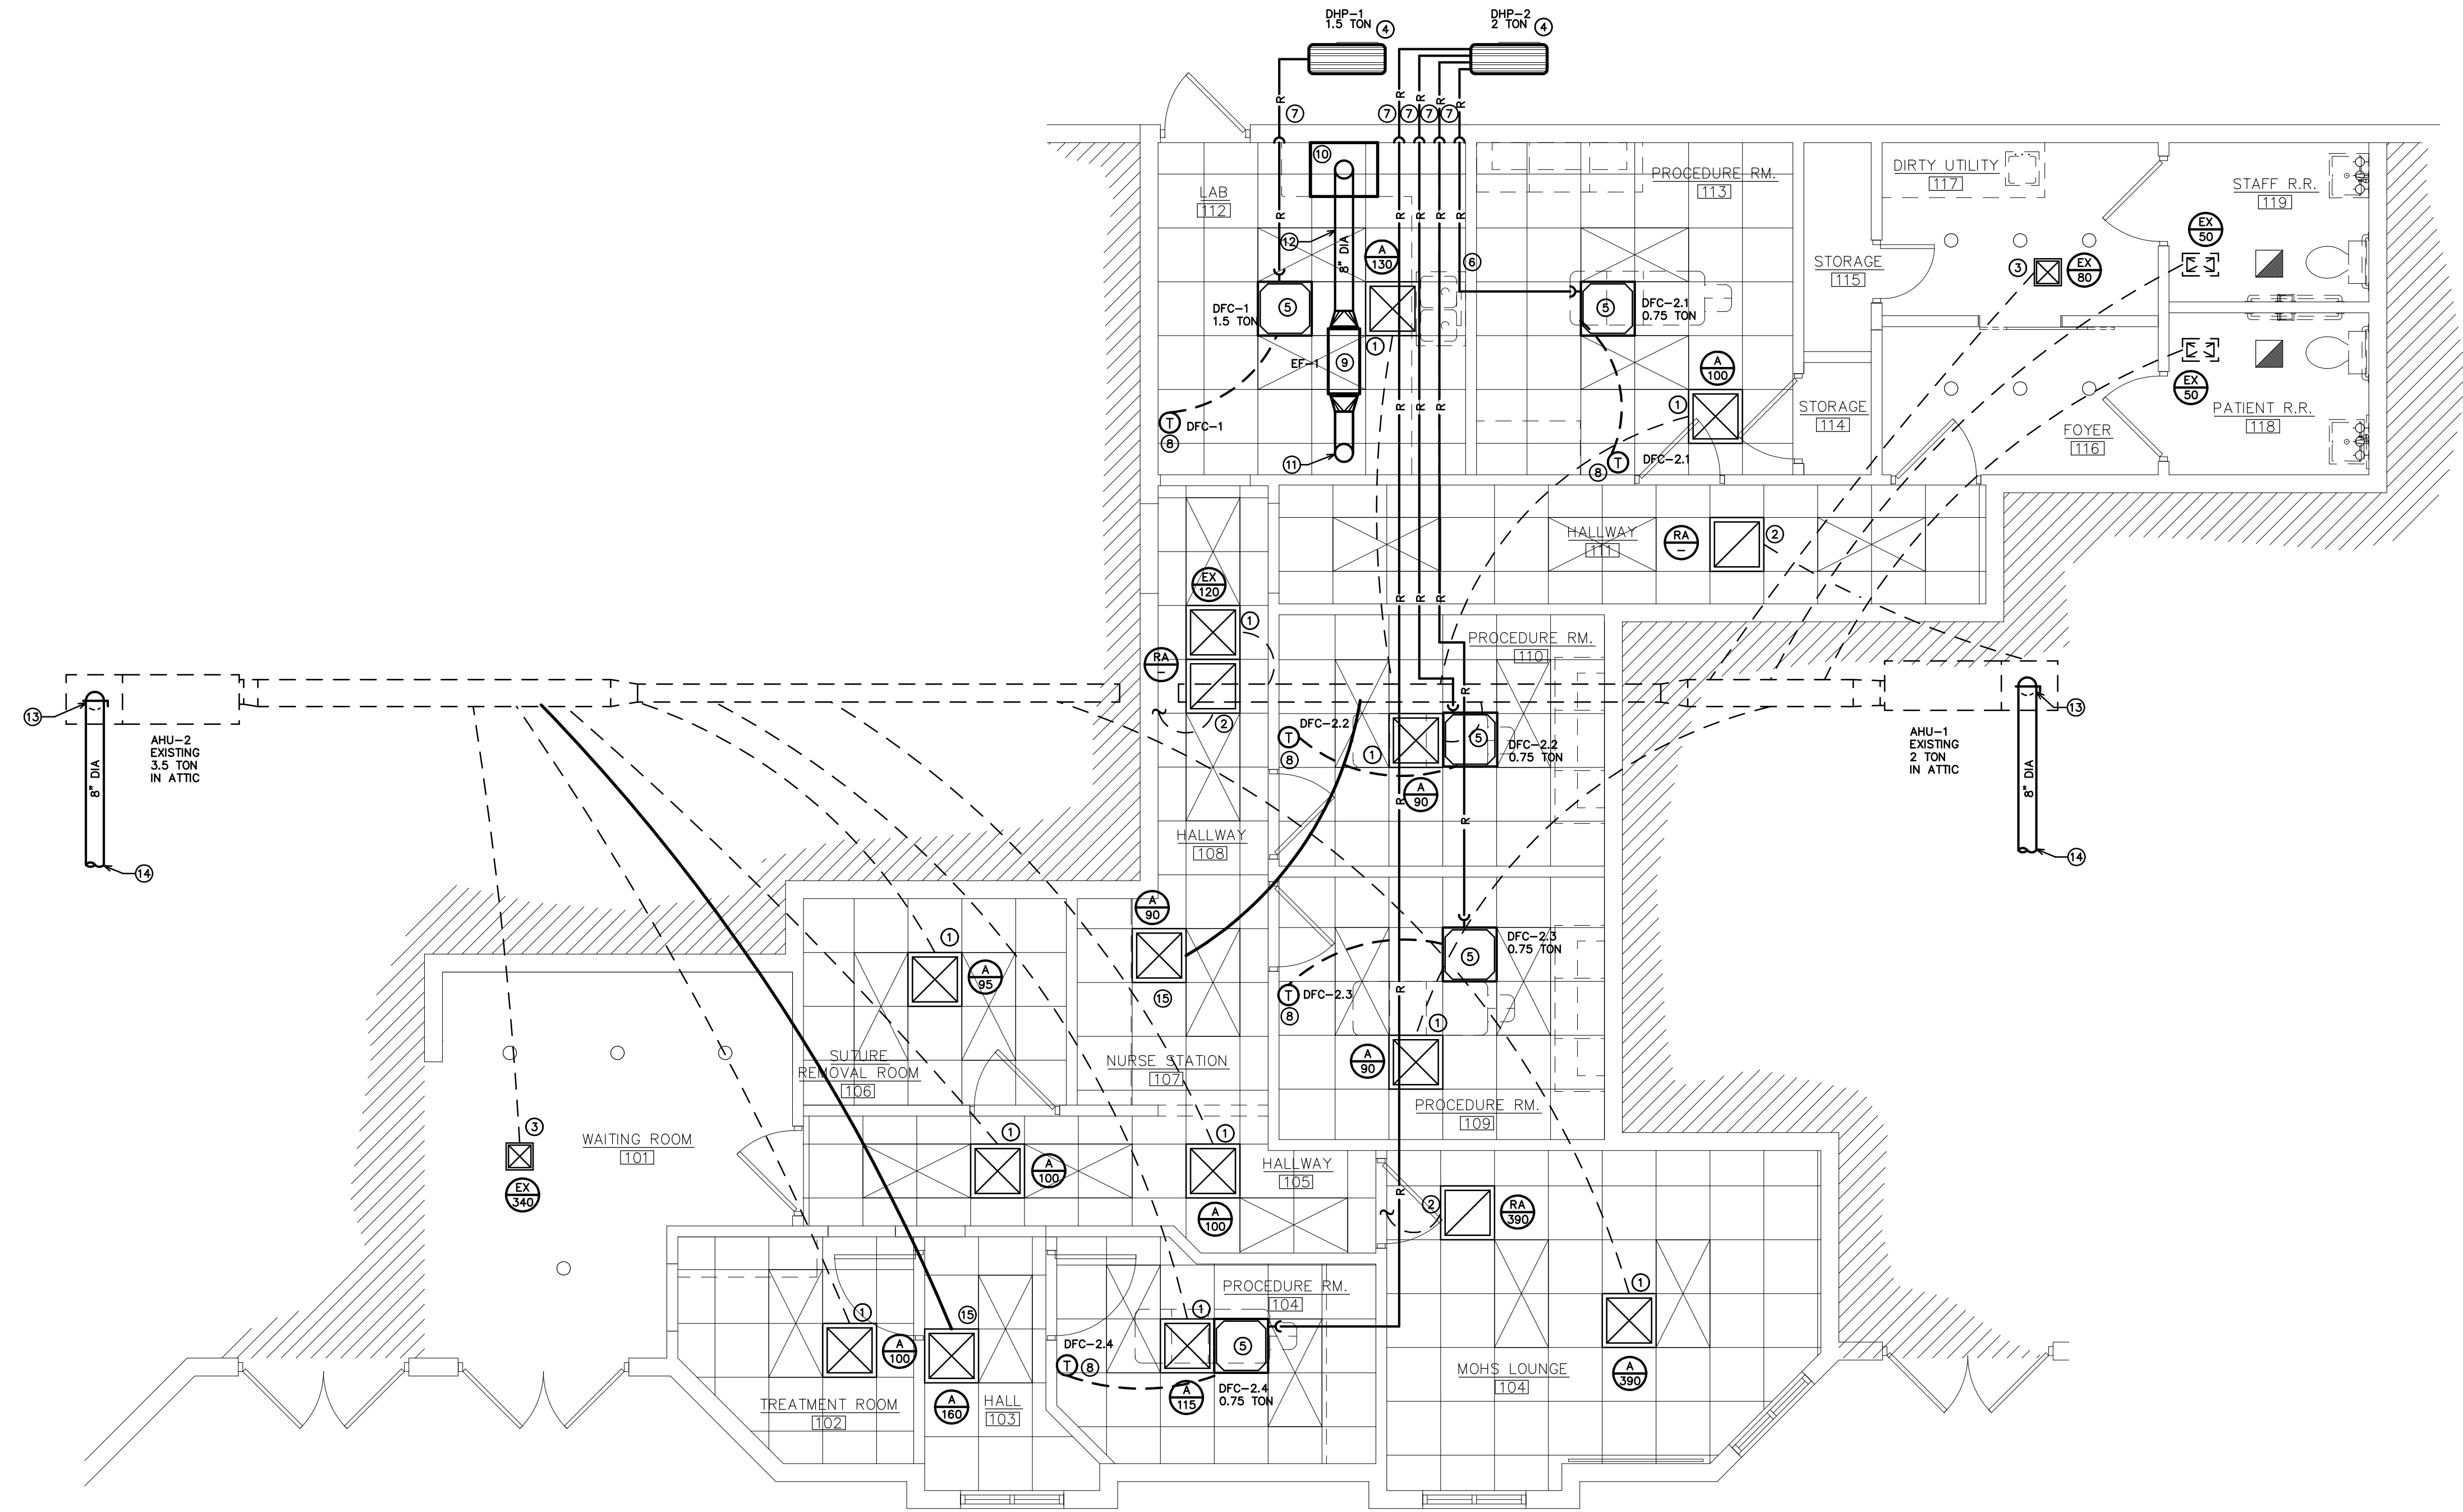 DHP-1
1.5 TON
4
DHP-2
2 TON
4
R
R
R
R
R
7
7
7
7
7
10
LAB
112
PROCEDURE RM.
113
DIRTY UTILITY
117
STAFF R.R.
119
R
R
R
R
R
12
8" DIA
A
130
6
STORAGE
115
3
EX
80
EX
50
DFC-1
1.5 TON
5
1
5
DFC-2.1
0.75 TON
EF-1
9
A
100
EX
50
1
STORAGE
114
PATIENT R.R.
118
R
R
R
T
DFC-1
8
11
8
T
DFC-2.1
FOYER
116
HALLWAY
111
RA
-
2
EX
120
1
R
R
R
PROCEDURE RM.
110
RA
-
2
R
13
AHU-2
EXISTING
3.5 TON
IN ATTIC
8" DIA
14
DFC-2.2
T
8
1
5
DFC-2.2
0.75 TON
A
90
R
R
13
AHU-1
EXISTING
2 TON
IN ATTIC
8" DIA
14
HALLWAY
108
A
90
15
1
A
95
DFC-2.3
0.75 TON
5
T
DFC-2.3
8
R
1
A
90
SUTURE
REMOVAL ROOM
106
NURSE STATION
107
PROCEDURE RM.
109
3
WAITING ROOM
101
EX
340
1
A
100
1
A
100
HALLWAY
105
R
2
RA
390
1
15
1
PROCEDURE RM.
104
1
A
100
DFC-2.4
T
8
5
A
115
DFC-2.4
0.75 TON
MOHS LOUNGE
104
A
390
TREATMENT ROOM
102
A
160
HALL
103